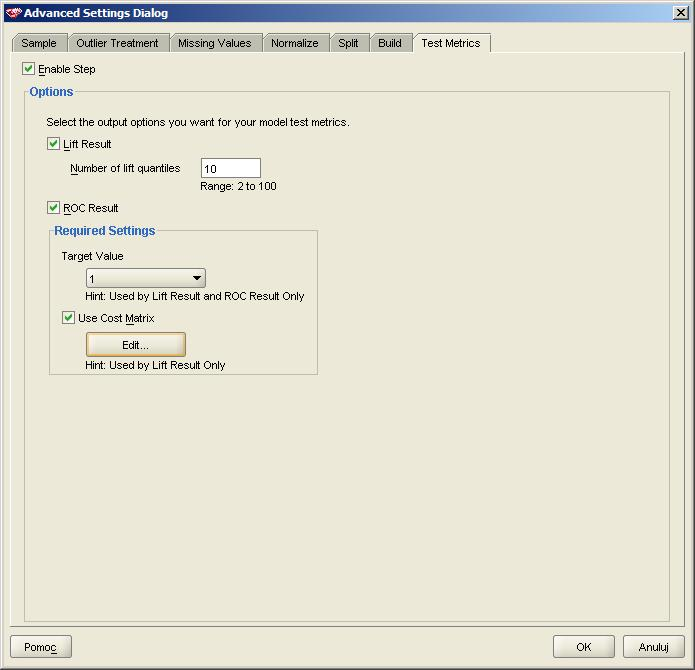 Advanced Settings Dialog
Sample Outlier Treatment Missing Values Normalize Split Build Test Metrics
Enable Step
Options
Select the output options you want for your model test metrics.
Lift Result
Number of lift quantiles 10
Range: 2 to 100
ROC Result
Required Settings
Target Value
1
Hint: Used by Lift Result and ROC Result Only
Use Cost Matrix
Edit...
Hint: Used by Lift Result Only
Pomoc OK Anuluj